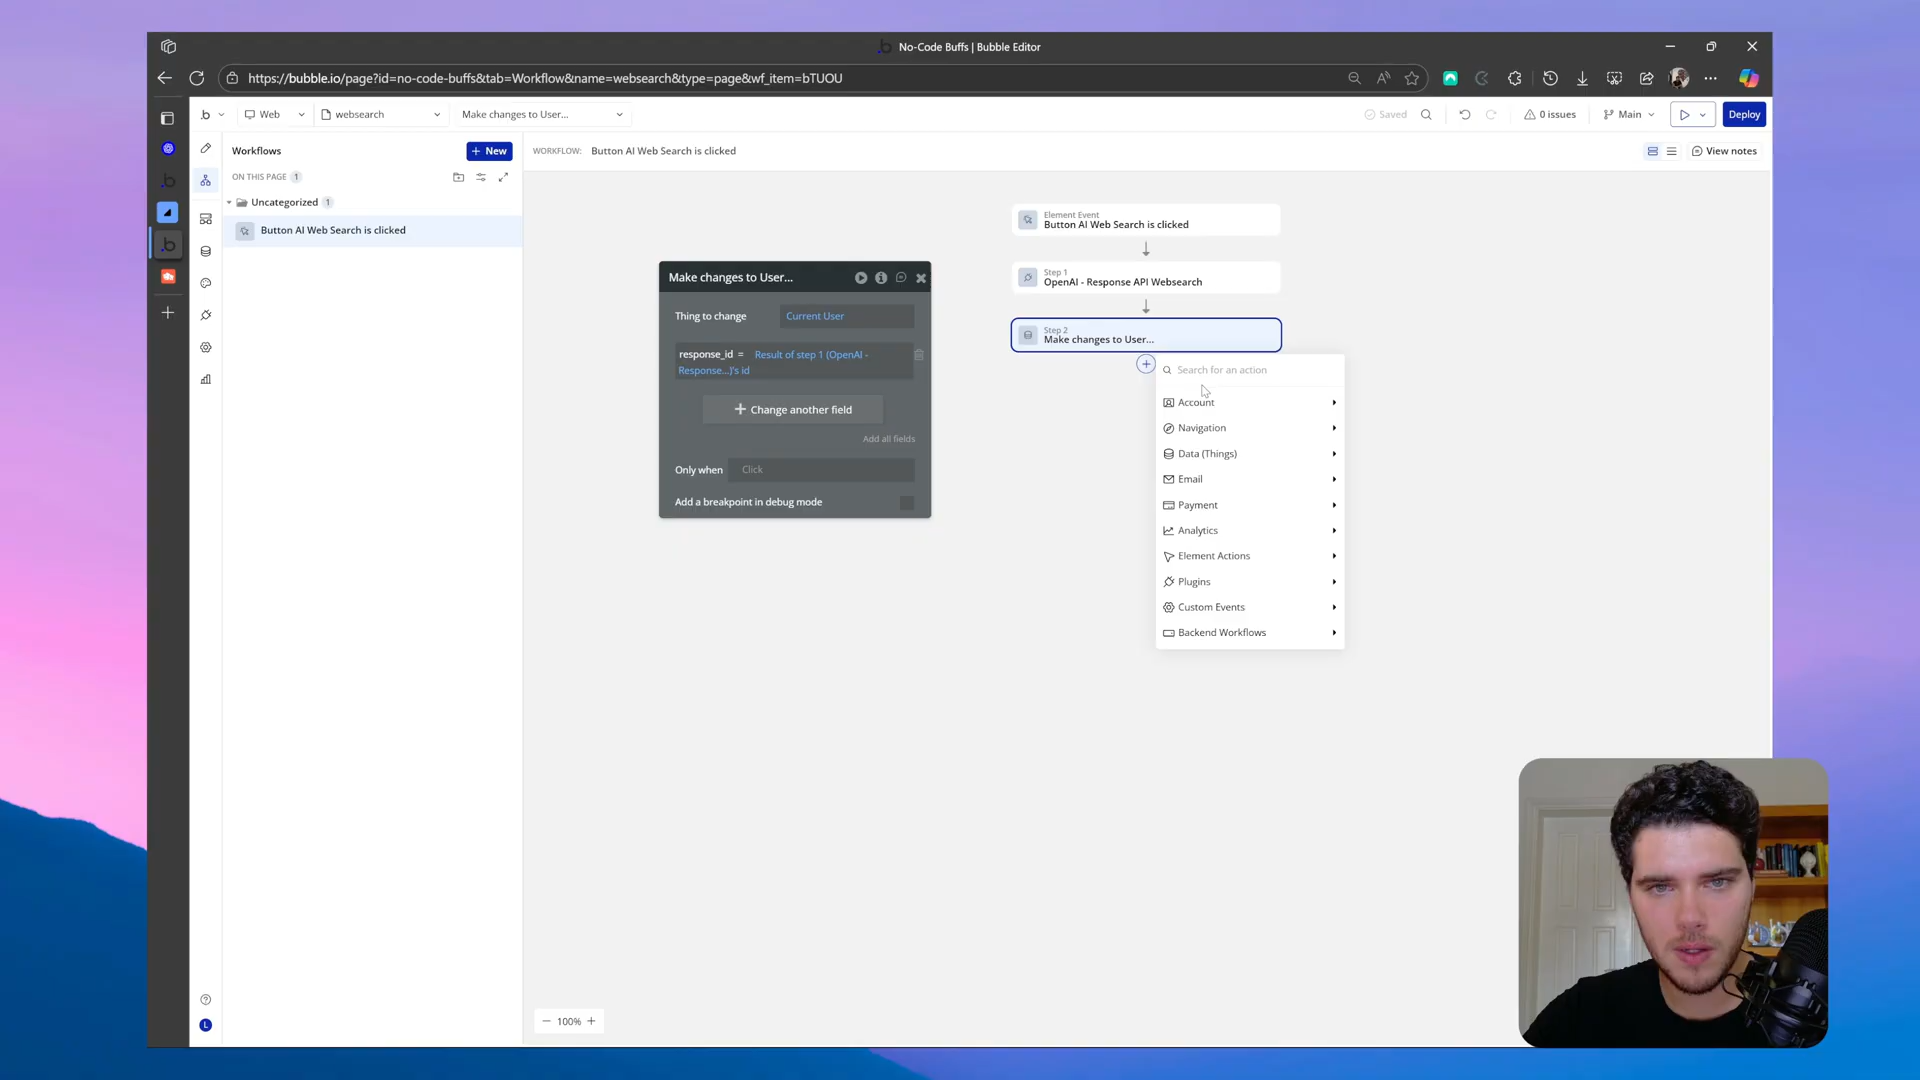 No-Code Buffs | Bubble Editor
https://bubble.io/page?id=no-code-buffs&tab=Workflow&name=websearch&type=page&wf_item=bTUOU
Web
websearch
Make changes to User...
Saved
0 issues
Main
Deploy
Workflows
New
WORKFLOW: Button AI Web Search is clicked
View notes
ON THIS PAGE 1
Uncategorized 1
Button AI Web Search is clicked
Element Event
Button AI Web Search is clicked
Step 1
OpenAI - Response API Websearch
Step 2
Make changes to User...
Make changes to User...
Thing to change Current User
response_id = Result of step 1 (OpenAI -
Response...)'s id
Change another field
Add all fields
Only when Click
Add a breakpoint in debug mode
Search for an action
Account
Navigation
Data (Things)
Email
Payment
Analytics
Element Actions
Plugins
Custom Events
Backend Workflows
L
100%